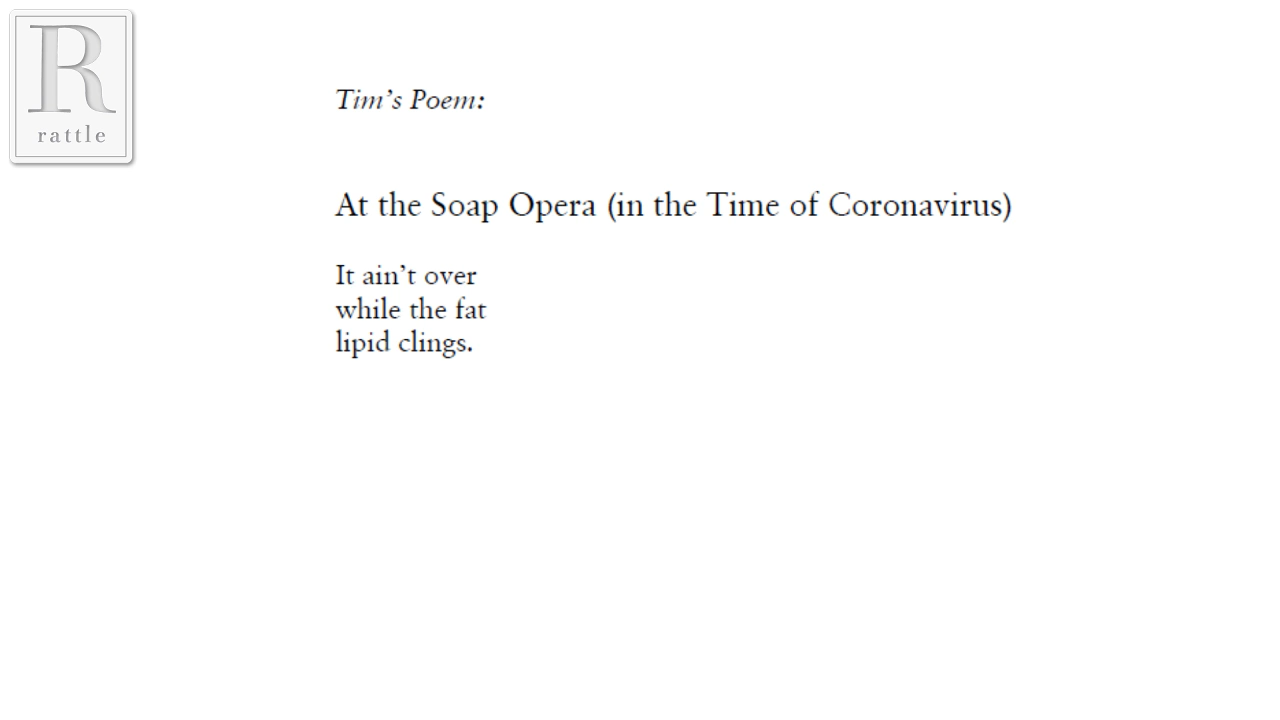 R
rattle
Tim's Poem:
At the Soap Opera (in the Time of Coronavirus)
It ain't over
while the fat
lipid clings.